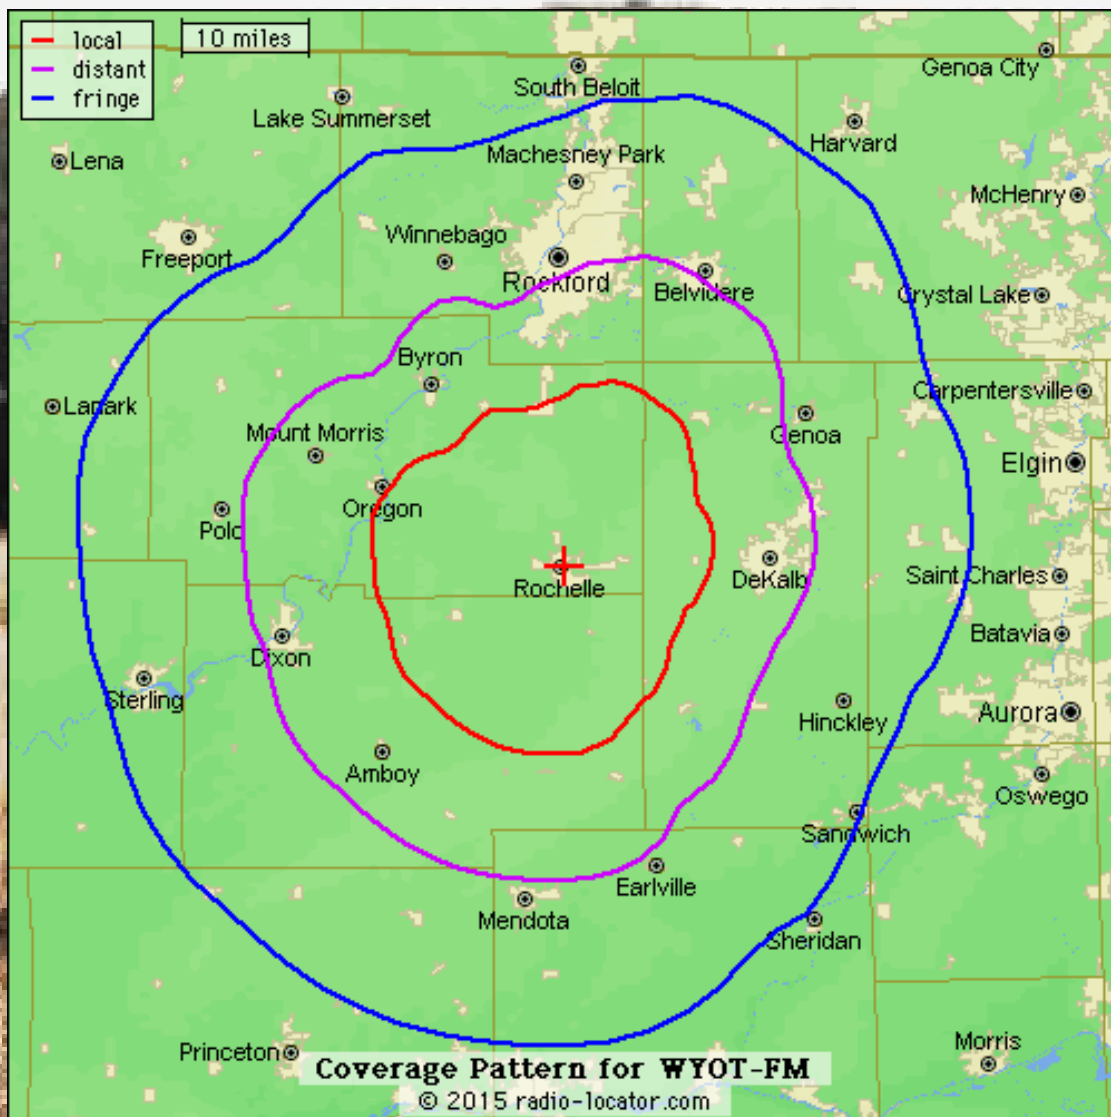 local
distant
fringe
10 miles
Genoa City
South Beloit
Lake Summerset
Harvard
Lena
Machesney Park
McHenry
Winnebago
Freeport
Rockford
Belvidere
Crystal Lake
Byron
Carpentersville
Lanark
Genoa
Mount Morris
Elgin
Oregon
Polo
Rochelle
DeKalb
Saint Charles
Batavia
Dixon
Sterling
Hinckley
Aurora
Amboy
Oswego
Sandwich
Earlville
Mendota
Sheridan
Morris
Princeton
Coverage Pattern for WYOT-FM
© 2015 radio-locator.com